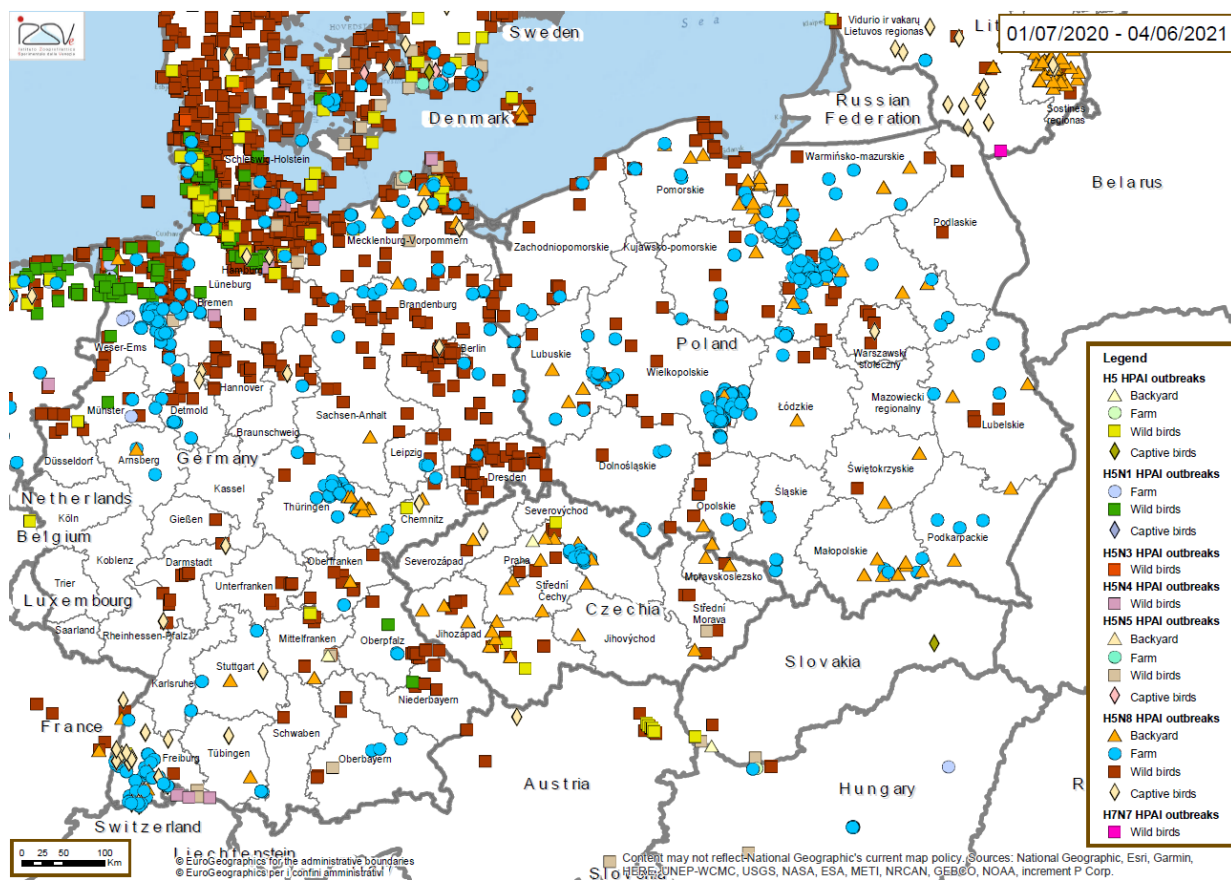 HOVEDSTADEN
Sea
Vidurio ir vakarų
Lietuvos regionas
Lit
01/07/2020 - 04/06/2021
Sweden
IZSVe
Istituto Zooprofilattico
Sperimentale delle Venezie
Denmark
Russian
Federation
Sostinės
regionas
Schleswig-Holstein
Warmińsko-mazurskie
Belarus
Pomorskie
Podlaskie
Mecklenburg-Vorpommern
Zachodniopomorskie
Kujawsko-pomorskie
Hamburg
Lüneburg
Bremen
Brandenburg
Weser-Ems
Berlin
Lubuskie
Poland
Warszawski
stołeczny
Wielkopolskie
Hannover
Münster
Detmold
Sachsen-Anhalt
Łódzkie
Mazowiecki
regionalny
Lubelskie
Braunschweig
Arnsberg
Germany
Leipzig
Düsseldorf
Dresden
Dolnośląskie
Świętokrzyskie
Kassel
Netherlands
Śląskie
Köln
Thüringen
Chemnitz
Severovýchod
Opolskie
Gießen
Belgium
Podkarpackie
Koblenz
Darmstadt
Oberfranken
Severozápad
Praha
Małopolskie
Trier
Unterfranken
Střední
Čechy
Moravskoslezsko
Luxembourg
Czechia
Střední
Morava
Saarland
Rheinhessen-Pfalz
Mittelfranken
Oberpfalz
Jihozápad
Jihovýchod
Slovakia
Stuttgart
Karlsruhe
Niederbayern
France
Schwaben
Freiburg
Tübingen
Oberbayern
Austria
Hungary
R
Switzerland
Liechtenstein
Slovenia
Legend
H5 HPAI outbreaks
Backyard
Farm
Wild birds
Captive birds
H5N1 HPAI outbreaks
Farm
Wild birds
Captive birds
H5N3 HPAI outbreaks
Wild birds
H5N4 HPAI outbreaks
Wild birds
H5N5 HPAI outbreaks
Backyard
Farm
Wild birds
Captive birds
H5N8 HPAI outbreaks
Backyard
Farm
Wild birds
Captive birds
H7N7 HPAI outbreaks
Wild birds
0 25 50 100
Km
© EuroGeographics for the administrative boundaries
© EuroGeographics per i confini amministrativi
Content may not reflect National Geographic's current map policy. Sources: National Geographic, Esri, Garmin,
HERE, UNEP-WCMC, USGS, NASA, ESA, METI, NRCAN, GEBCO, NOAA, increment P Corp.